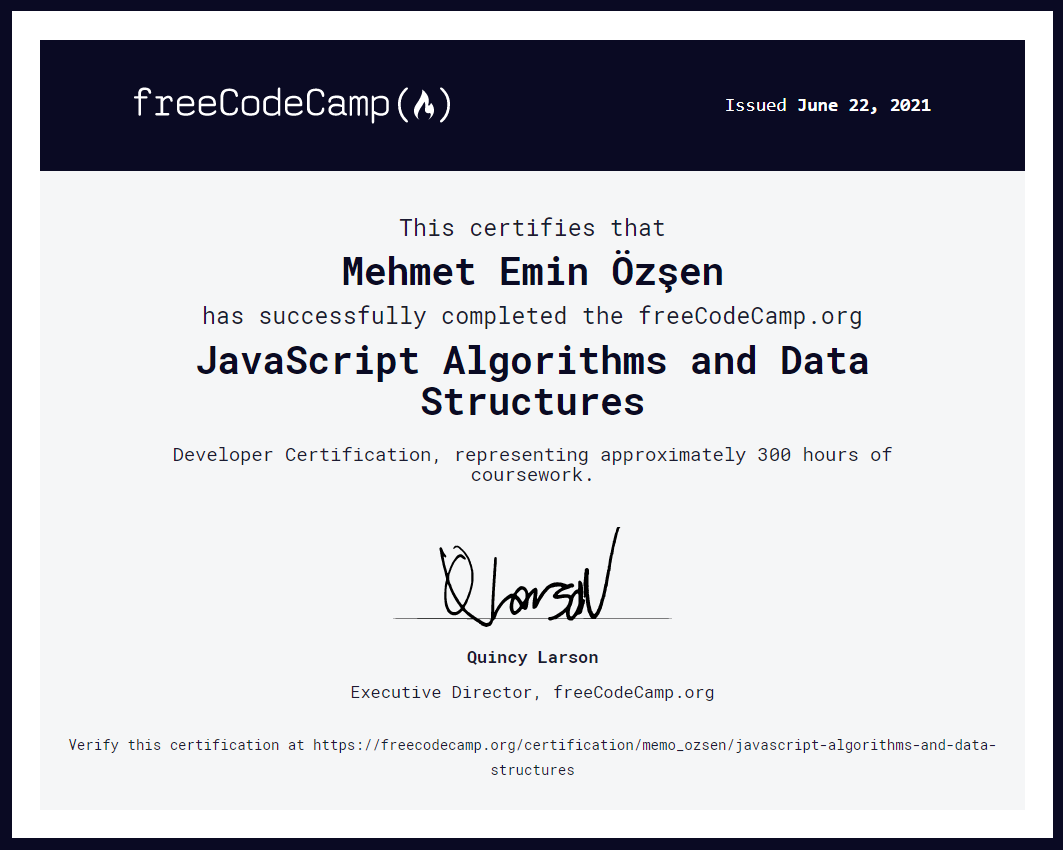 freeCodeCamp(🔥)
Issued June 22, 2021
This certifies that
Mehmet Emin Özşen
has successfully completed the freeCodeCamp.org
JavaScript Algorithms and Data
Structures
Developer Certification, representing approximately 300 hours of
coursework.
Q Larson
Quincy Larson
Executive Director, freeCodeCamp.org
Verify this certification at https://freecodecamp.org/certification/memo_ozsen/javascript-algorithms-and-data-
structures